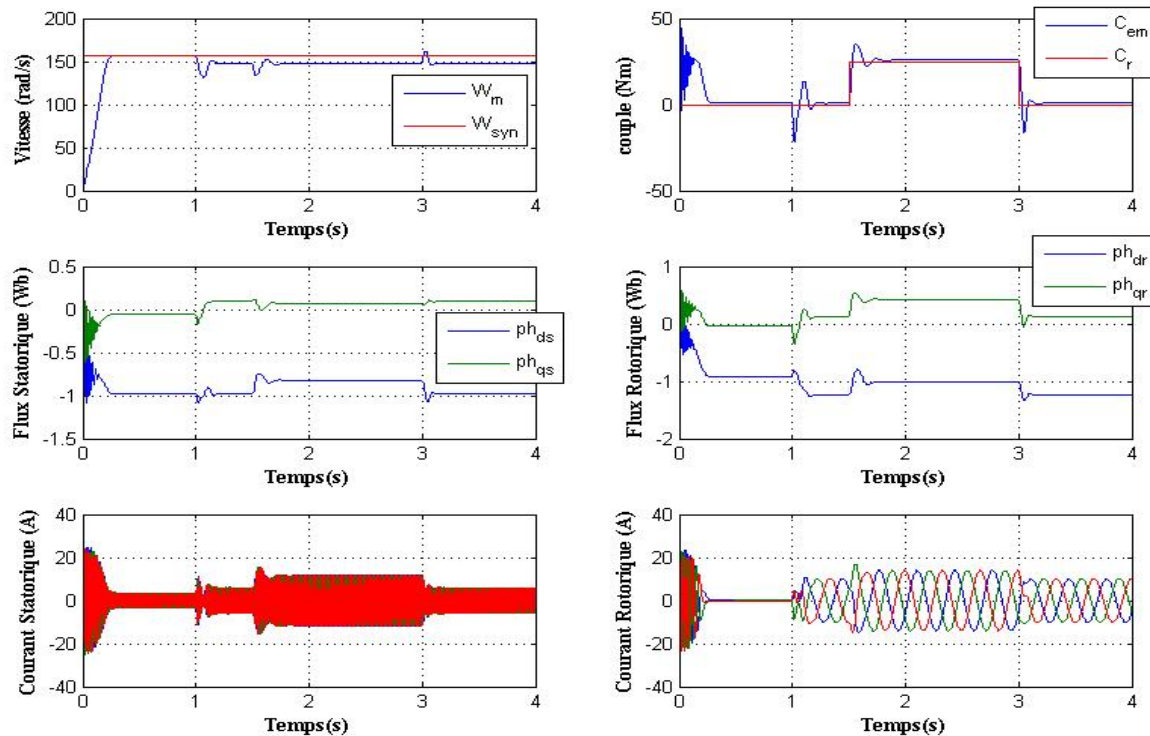 200
150
100
50
0
Vitesse (rad/s)
W_m
W_syn
0 1 2 3 4
Temps(s)
50
0
-50
couple (Nm)
C_em
C_r
0 1 2 3 4
Temps(s)
0.5
0
-0.5
-1
-1.5
Flux Statorique (Wb)
ph_ds
ph_qs
0 1 2 3 4
Temps(s)
1
0
-1
-2
Flux Rotorique (Wb)
ph_dr
ph_qr
0 1 2 3 4
Temps(s)
40
20
0
-20
-40
Courant Statorique (A)
0 1 2 3 4
Temps(s)
40
20
0
-20
-40
Courant Rotorique (A)
0 1 2 3 4
Temps(s)